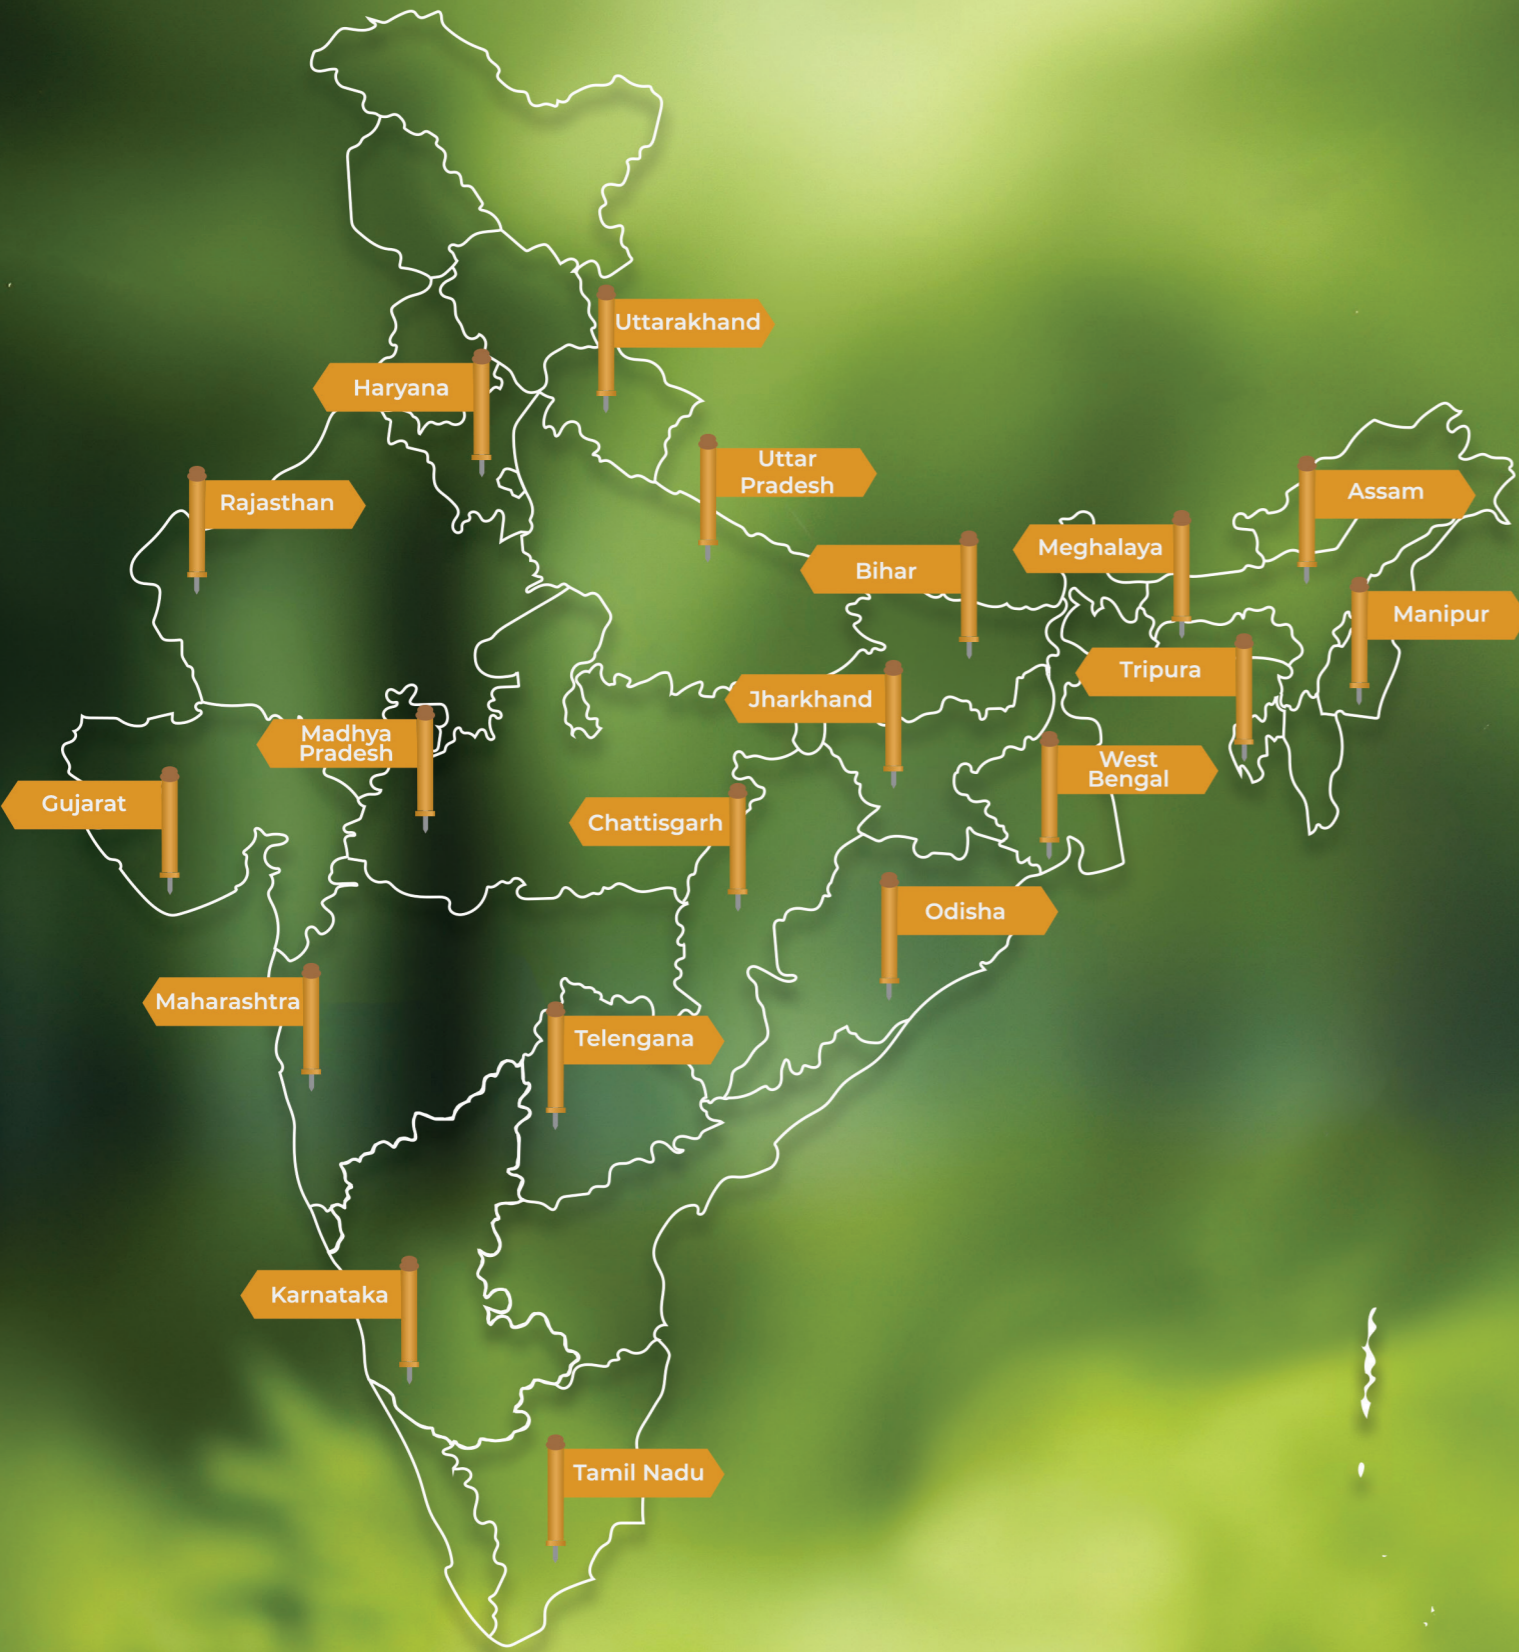 Uttarakhand
Haryana
Uttar
Pradesh
Rajasthan
Assam
Meghalaya
Bihar
Manipur
Tripura
Jharkhand
Madhya
Pradesh
West
Bengal
Gujarat
Chattisgarh
Odisha
Maharashtra
Telengana
Karnataka
Tamil Nadu